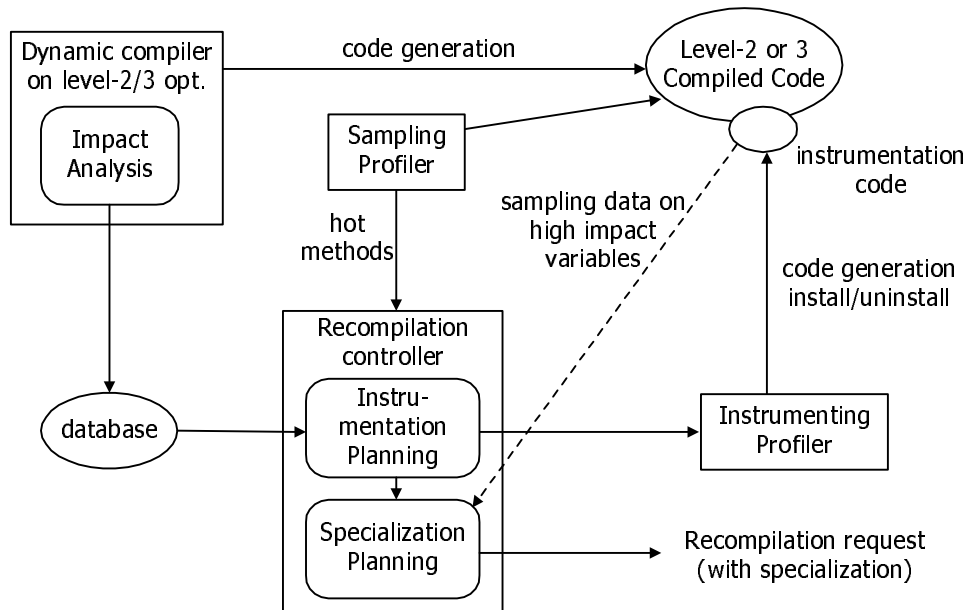 Dynamic compiler
on level-2/3 opt.
Impact
Analysis
code generation
Level-2 or 3
Compiled Code
Sampling
Profiler
instrumentation
code
hot
methods
sampling data on
high impact
variables
code generation
install/uninstall
Recompilation
controller
Instru-
mentation
Planning
database
Instrumenting
Profiler
Specialization
Planning
Recompilation request
(with specialization)